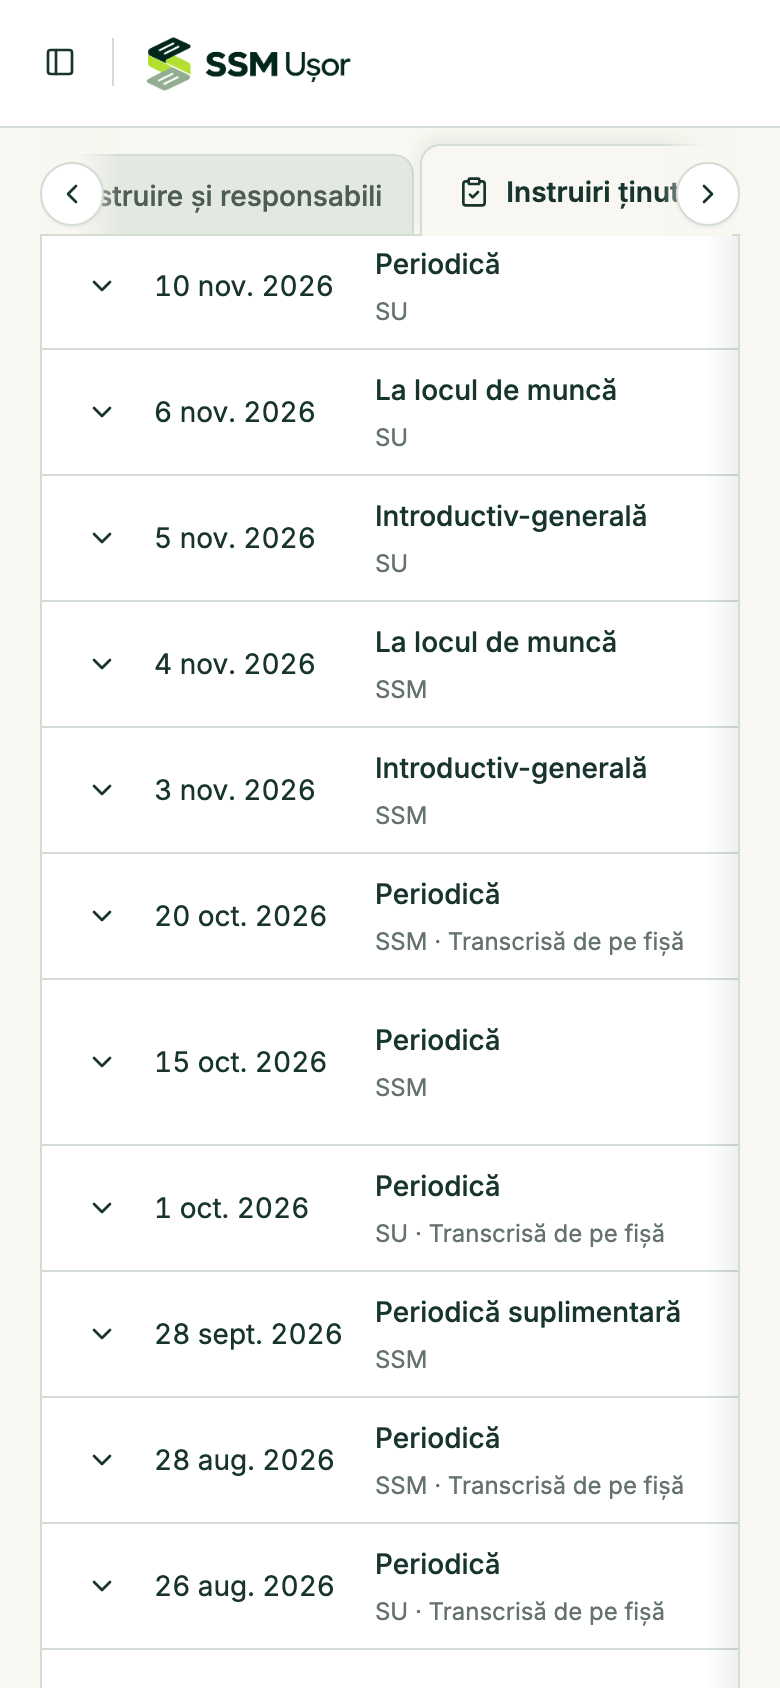 SSM Ușor
struire și responsabili
Instruiri ținut
10 nov. 2026
Periodică
SU
6 nov. 2026
La locul de muncă
SU
5 nov. 2026
Introductiv-generală
SU
4 nov. 2026
La locul de muncă
SSM
3 nov. 2026
Introductiv-generală
SSM
20 oct. 2026
Periodică
SSM · Transcrisă de pe fișă
15 oct. 2026
Periodică
SSM
1 oct. 2026
Periodică
SU · Transcrisă de pe fișă
28 sept. 2026
Periodică suplimentară
SSM
28 aug. 2026
Periodică
SSM · Transcrisă de pe fișă
26 aug. 2026
Periodică
SU · Transcrisă de pe fișă